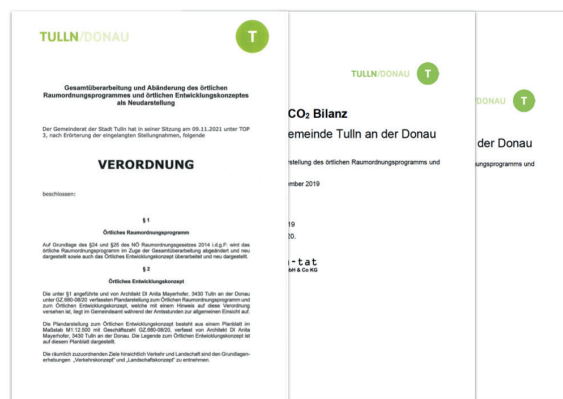 TULLN/DONAU
T
Gesamtüberarbeitung und Abänderung des örtlichen
Raumordnungsprogrammes und örtlichen Entwicklungskonzeptes
als Neudarstellung
Der Gemeinderat der Stadt Tulln hat in seiner Sitzung am 09.11.2021 unter TOP
3, nach Erörterung der eingelangten Stellungnahmen, folgende
VERORDNUNG
beschlossen:
§ 1
Örtliches Raumordnungsprogramm
Auf Grundlage des §24 und §25 des NÖ Raumordnungsgesetzes 2014 i.d.g.F. wird das
örtliche Raumordnungsprogramm im Zuge der Gesamtüberarbeitung abgeändert und neu
dargestellt sowie auch das Örtliche Entwicklungskonzept überarbeitet und neu dargestellt.
§ 2
Örtliches Entwicklungskonzept
Die unter §1 angeführte und von Architekt DI Anita Mayerhofer, 3430 Tulln an der Donau
unter GZ.680-08/20 verfassten Plandarstellung zum Örtlichen Raumordnungsprogramm und
zum Örtlichen Entwicklungskonzept, welche mit einem Hinweis auf diese Verordnung
versehen ist, liegt im Gemeindeamt während der Amtsstunden zur allgemeinen Einsicht auf.
Die Plandarstellung zum Örtlichen Entwicklungskonzept besteht aus einem Planblatt im
Maßstab M1:12.500 mit Geschäftszahl GZ.680-08/20, verfasst von Architekt DI Anita
Mayerhofer, 3430 Tulln an der Donau. Die Legende zum Örtlichen Entwicklungskonzept ist
auf diesem Planblatt dargestellt.
Die räumlich zuzuordnenden Ziele hinsichtlich Verkehr und Landschaft sind den Grundlagen-
erhebungen „Verkehrskonzept" und „Landschaftskonzept" zu entnehmen.
TULLN/DONAU
T
CO₂ Bilanz
emeinde Tulln an der Donau
rstellung des örtlichen Raumordnungsprogramms und
mber 2019
19
20.
-tat
bH & Co KG
DONAU
T
der Donau
ungsprogramms und